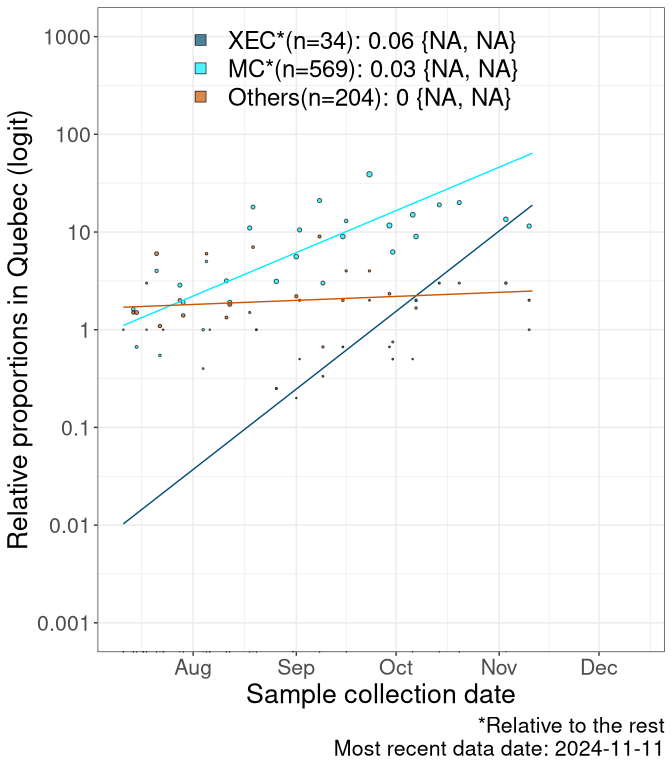 XEC*(n=34): 0.06 {NA, NA}
MC*(n=569): 0.03 {NA, NA}
Others(n=204): 0 {NA, NA}
Relative proportions in Quebec (logit)
1000
100
10
1
0.1
0.01
0.001
Aug Sep Oct Nov Dec
Sample collection date
*Relative to the rest
Most recent data date: 2024-11-11